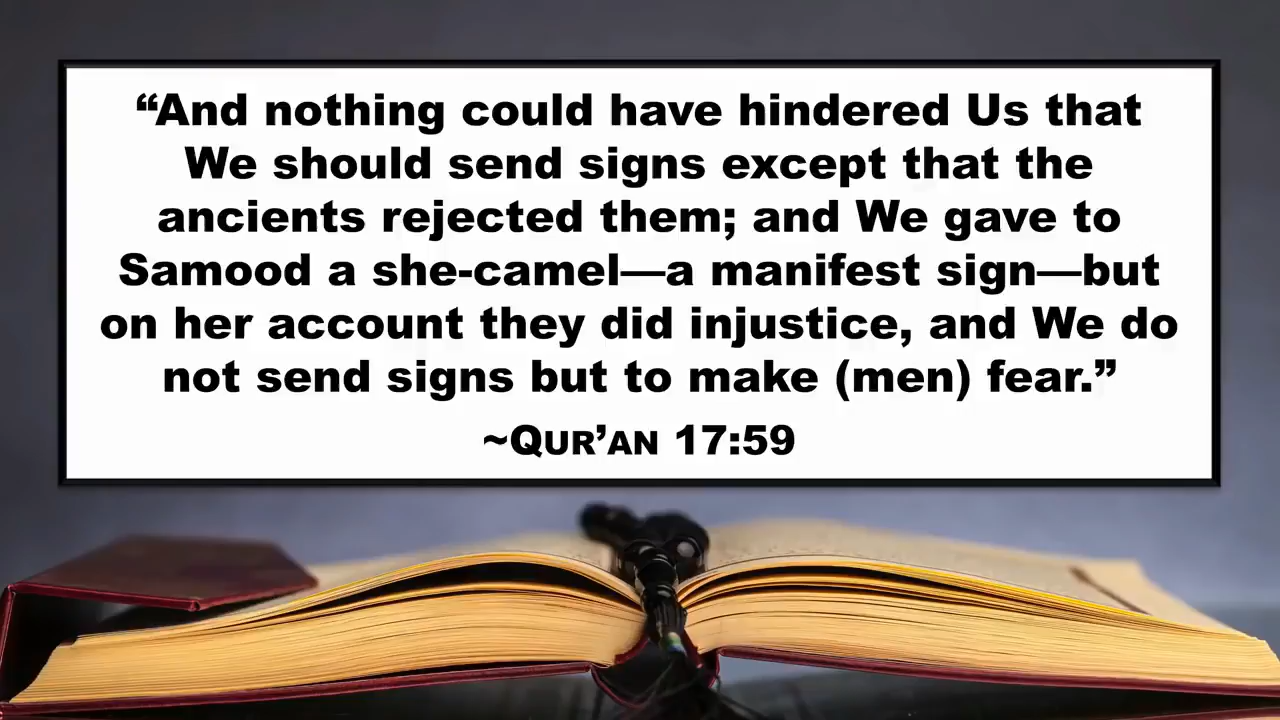 “And nothing could have hindered Us that
We should send signs except that the
ancients rejected them; and We gave to
Samood a she-camel—a manifest sign—but
on her account they did injustice, and We do
not send signs but to make (men) fear.”
~QUR’AN 17:59